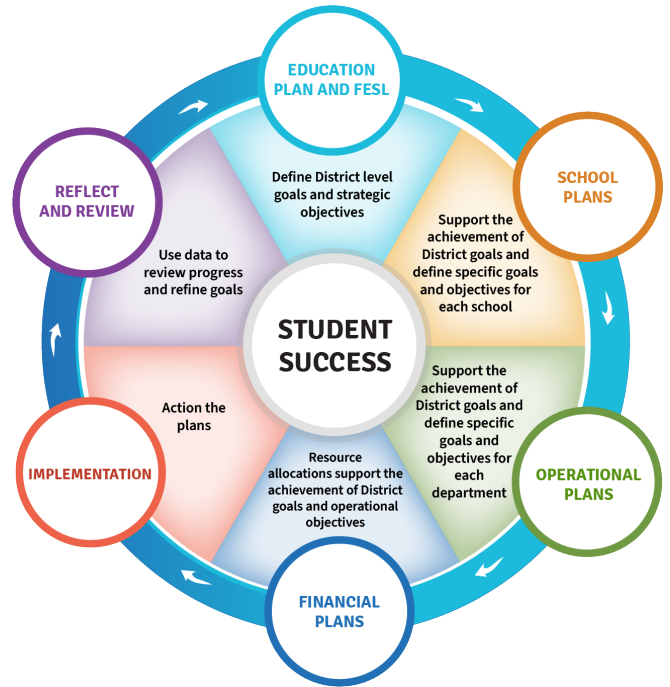 EDUCATION
PLAN AND FESL
Define District level
goals and strategic
objectives
SCHOOL
PLANS
Support the
achievement of
District goals and
define specific goals
and objectives for
each school
OPERATIONAL
PLANS
Support the
achievement of
District goals and
define specific
goals and
objectives for
each
department
FINANCIAL
PLANS
Resource
allocations support the
achievement of District
goals and operational
objectives
IMPLEMENTATION
Action the
plans
REFLECT
AND REVIEW
Use data to
review progress
and refine goals
STUDENT
SUCCESS